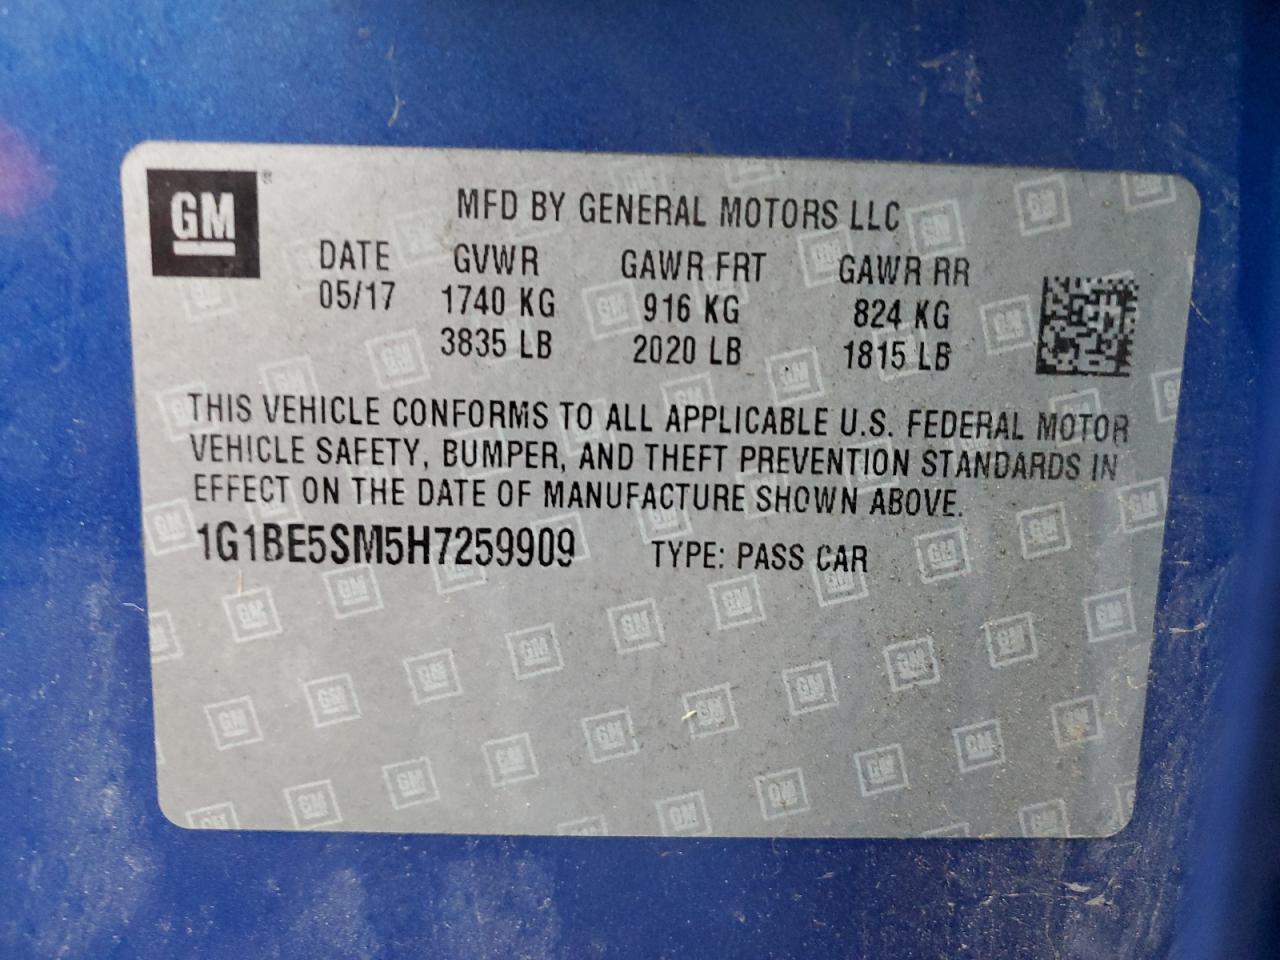 GM®
MFD BY GENERAL MOTORS LLC
DATE GVWR GAWR FRT GAWR RR
05/17 1740 KG 916 KG 824 KG
3835 LB 2020 LB 1815 LB
THIS VEHICLE CONFORMS TO ALL APPLICABLE U.S. FEDERAL MOTOR
VEHICLE SAFETY, BUMPER, AND THEFT PREVENTION STANDARDS IN
EFFECT ON THE DATE OF MANUFACTURE SHOWN ABOVE.
1G1BE5SM5H7259909 TYPE: PASS CAR